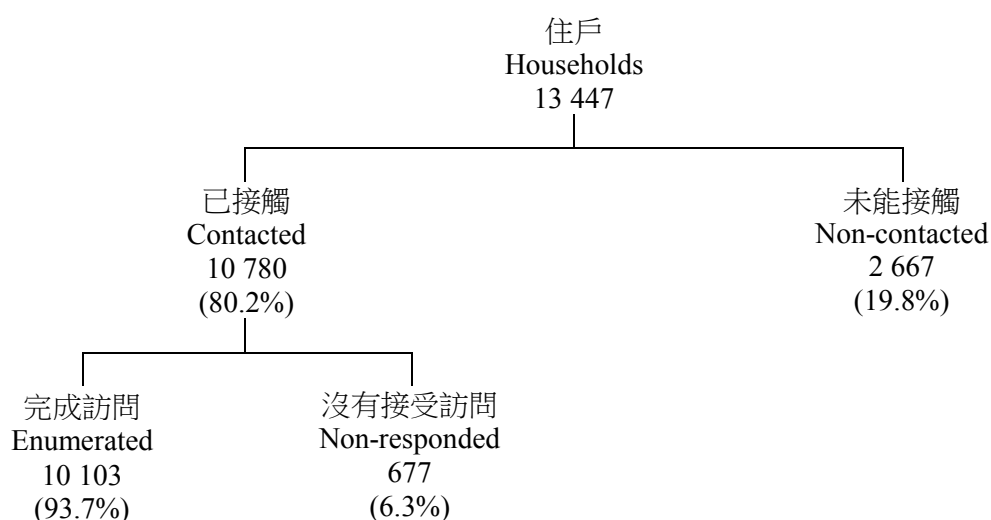 住戶
Households
13 447
已接觸
Contacted
10 780
(80.2%)
未能接觸
Non-contacted
2 667
(19.8%)
完成訪問
Enumerated
10 103
(93.7%)
沒有接受訪問
Non-responded
677
(6.3%)